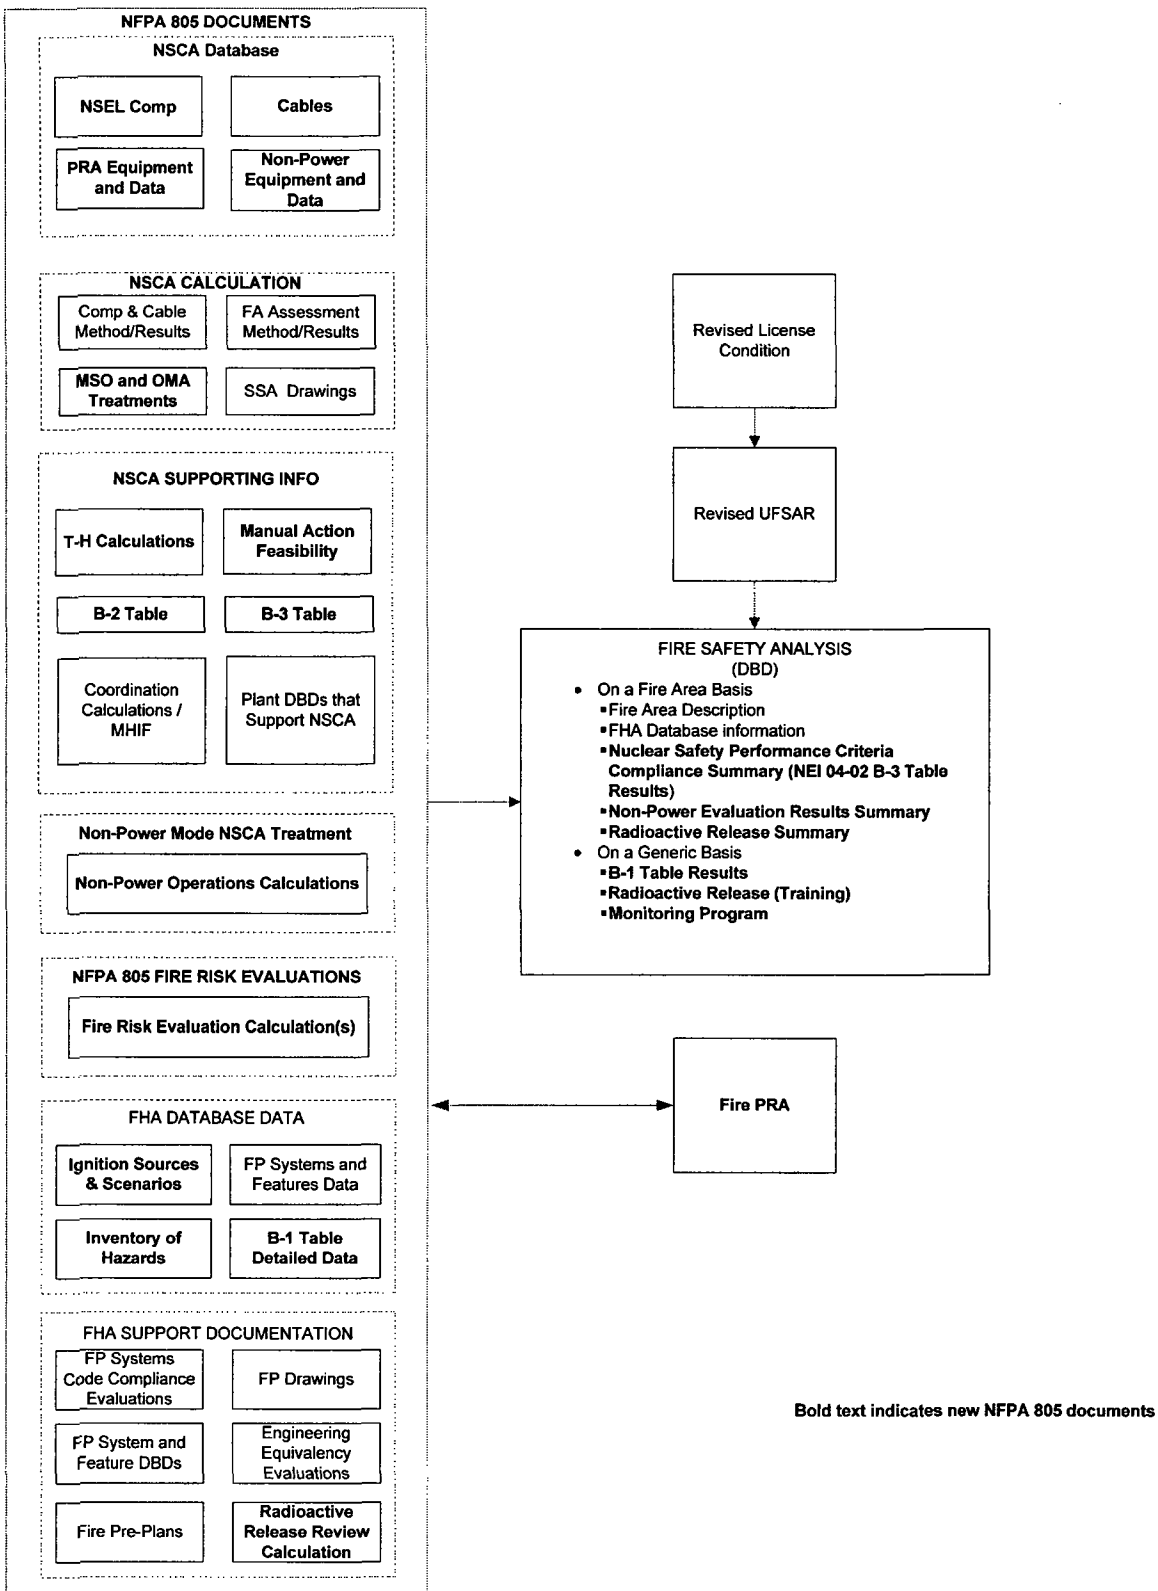 NFPA 805 DOCUMENTS
NSCA Database
NSEL Comp
Cables
PRA Equipment
and Data
Non-Power
Equipment and
Data
NSCA CALCULATION
Comp & Cable
Method/Results
FA Assessment
Method/Results
MSO and OMA
Treatments
SSA Drawings
NSCA SUPPORTING INFO
T-H Calculations
Manual Action
Feasibility
B-2 Table
B-3 Table
Coordination
Calculations /
MHIF
Plant DBDs that
Support NSCA
Non-Power Mode NSCA Treatment
Non-Power Operations Calculations
NFPA 805 FIRE RISK EVALUATIONS
Fire Risk Evaluation Calculation(s)
FHA DATABASE DATA
Ignition Sources
& Scenarios
FP Systems and
Features Data
Inventory of
Hazards
B-1 Table
Detailed Data
FHA SUPPORT DOCUMENTATION
FP Systems
Code Compliance
Evaluations
FP Drawings
FP System and
Feature DBDs
Engineering
Equivalency
Evaluations
Fire Pre-Plans
Radioactive
Release Review
Calculation
Revised License
Condition
Revised UFSAR
FIRE SAFETY ANALYSIS
(DBD)
• On a Fire Area Basis
▪Fire Area Description
▪FHA Database information
▪Nuclear Safety Performance Criteria
Compliance Summary (NEI 04-02 B-3 Table
Results)
▪Non-Power Evaluation Results Summary
▪Radioactive Release Summary
• On a Generic Basis
▪B-1 Table Results
▪Radioactive Release (Training)
▪Monitoring Program
Fire PRA
Bold text indicates new NFPA 805 documents